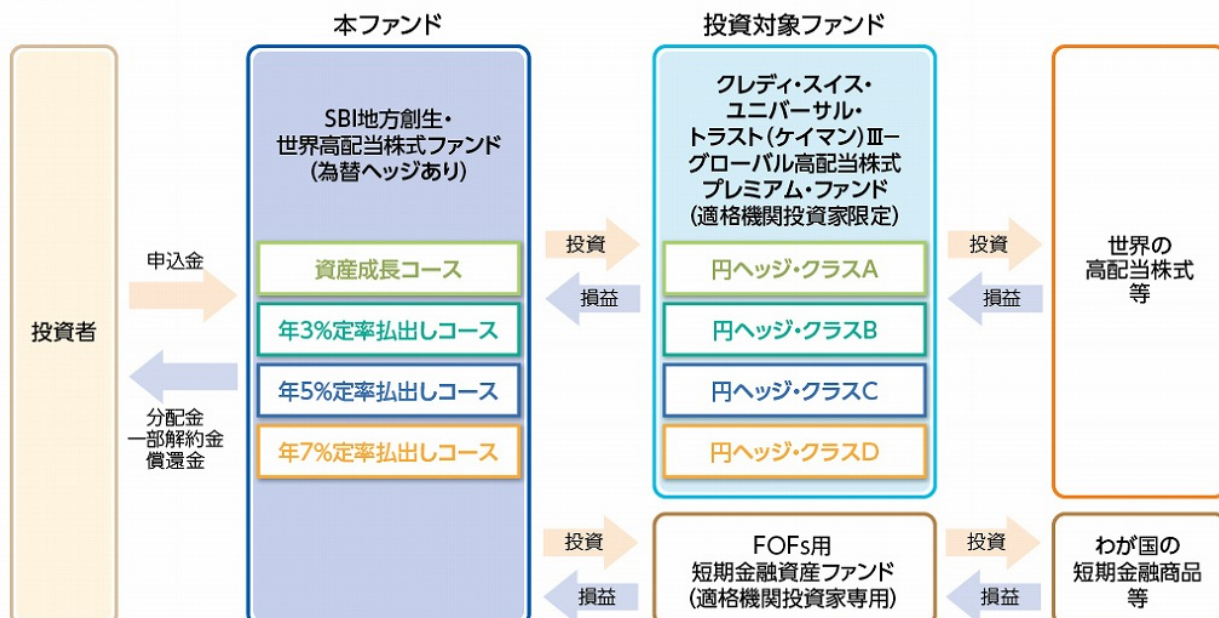 本ファンド
投資対象ファンド
投資者
申込金
分配金
一部解約金
償還金
SBI地方創生・
世界高配当株式ファンド
(為替ヘッジあり)
資産成長コース
年3%定率払出しコース
年5%定率払出しコース
年7%定率払出しコース
投資
損益
クレディ・スイス・
ユニバーサル・
トラスト(ケイマン)Ⅲー
グローバル高配当株式
プレミアム・ファンド
(適格機関投資家限定)
円ヘッジ・クラスA
円ヘッジ・クラスB
円ヘッジ・クラスC
円ヘッジ・クラスD
投資
損益
世界の
高配当株式
等
投資
損益
FOFs用
短期金融資産ファンド
(適格機関投資家専用)
投資
損益
わが国の
短期金融商品
等